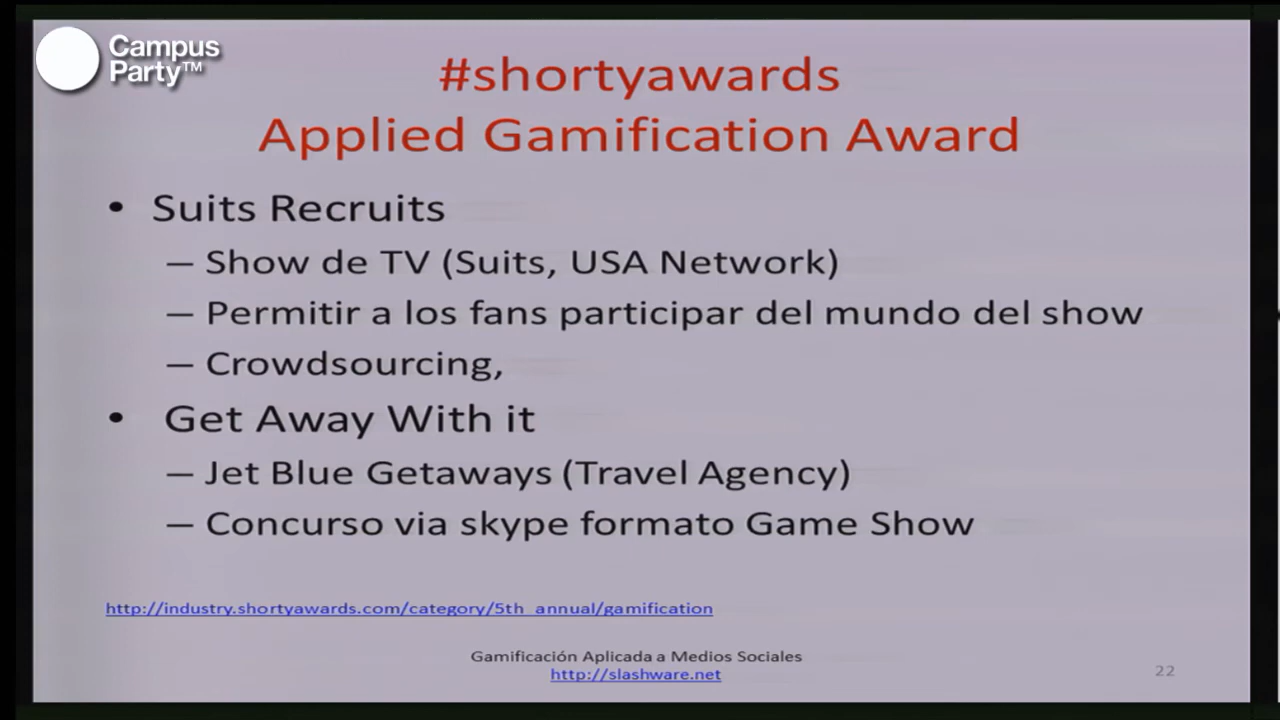 Campus
Party™
#shortyawards
Applied Gamification Award
• Suits Recruits
– Show de TV (Suits, USA Network)
– Permitir a los fans participar del mundo del show
– Crowdsourcing,
• Get Away With it
– Jet Blue Getaways (Travel Agency)
– Concurso via skype formato Game Show
http://industry.shortyawards.com/category/5th_annual/gamification
Gamificación Aplicada a Medios Sociales
http://slashware.net
22